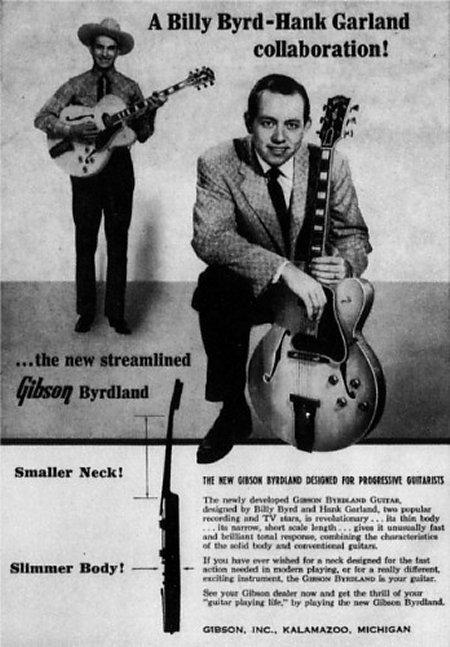 A Billy Byrd-Hank Garland
collaboration!
...the new streamlined
Gibson Byrdland
Smaller Neck!
Slimmer Body!
THE NEW GIBSON BYRDLAND DESIGNED FOR PROGRESSIVE GUITARISTS
The newly developed GIBSON BYRDLAND GUITAR,
designed by Billy Byrd and Hank Garland, two popular
recording and TV stars, is revolutionary . . . its thin body
. . . its narrow, short scale length . . . gives it unusually fast
and brilliant tonal response, combining the characteristics
of the solid body and conventional guitars.
If you have ever wished for a neck designed for the fast
action needed in modern playing, or for a really different,
exciting instrument, the GIBSON BYRDLAND is your guitar.
See your Gibson dealer now and get the thrill of your
"guitar playing life," by playing the new Gibson Byrdland.
GIBSON, INC., KALAMAZOO, MICHIGAN